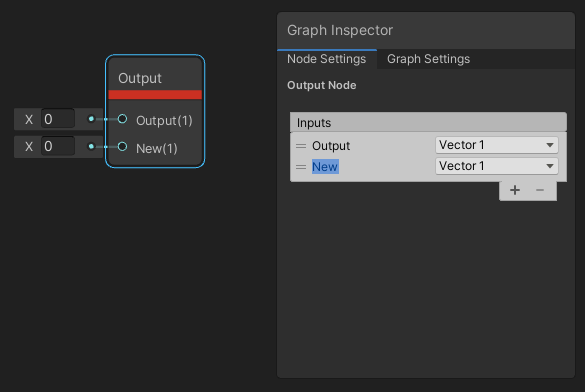 Graph Inspector
Node Settings Graph Settings
Output Node
Inputs
Output Vector 1
New Vector 1
+ −
Output
X 0 Output(1)
X 0 New(1)